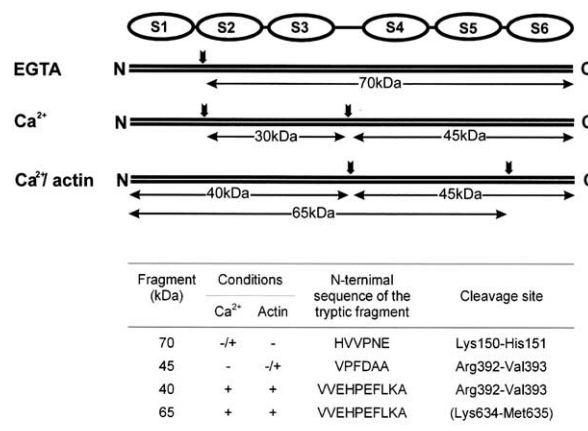 S1 S2 S3 S4 S5 S6
EGTA N C
70kDa
Ca²⁺ N C
30kDa 45kDa
Ca²⁺/ actin N C
40kDa 45kDa
65kDa
Fragment Conditions N-ternimal Cleavage site
(kDa) sequence of the
Ca²⁺ Actin tryptic fragment
70 -/+ - HVVPNE Lys150-His151
45 - -/+ VPFDAA Arg392-Val393
40 + + VVEHPEFLKA Arg392-Val393
65 + + VVEHPEFLKA (Lys634-Met635)